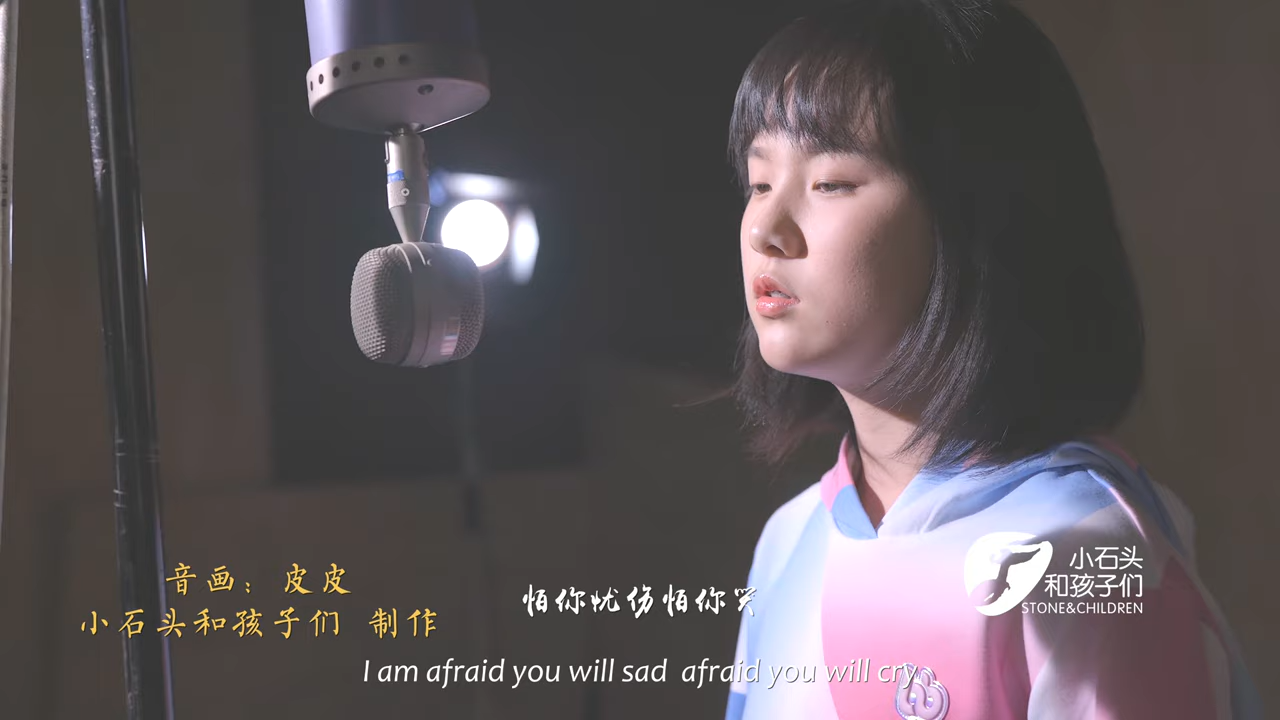 音画：皮皮
小石头和孩子们 制作
怕你忧伤怕你哭
I am afraid you will sad afraid you will cry
小石头
和孩子们
STONE&CHILDREN